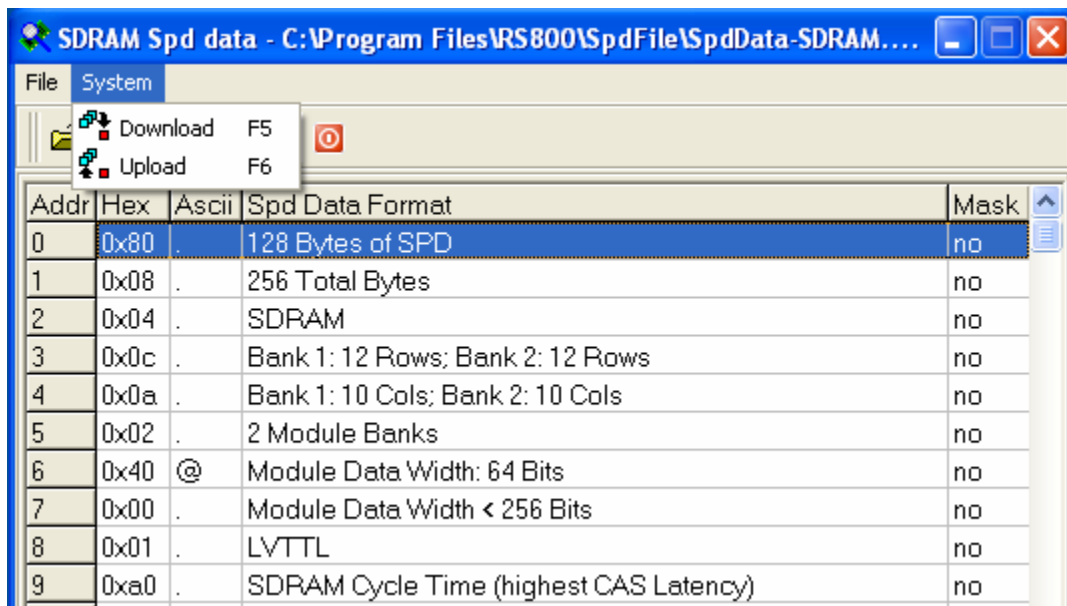 SDRAM Spd data - C:\Program Files\RS800\SpdFile\SpdData-SDRAM....
File System
Download F5
Upload F6
Addr Hex Ascii Spd Data Format Mask
0 0x80 . 128 Bytes of SPD no
1 0x08 . 256 Total Bytes no
2 0x04 . SDRAM no
3 0x0c . Bank 1: 12 Rows; Bank 2: 12 Rows no
4 0x0a . Bank 1: 10 Cols; Bank 2: 10 Cols no
5 0x02 . 2 Module Banks no
6 0x40 @ Module Data Width: 64 Bits no
7 0x00 . Module Data Width < 256 Bits no
8 0x01 . LVTTL no
9 0xa0 . SDRAM Cycle Time (highest CAS Latency) no